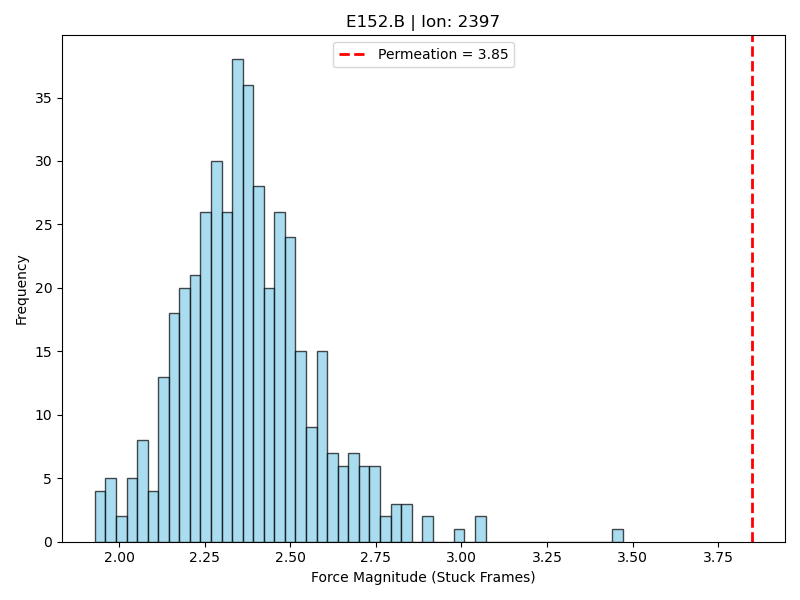 E152.B | Ion: 2397
Permeation = 3.85
Frequency
35
30
25
20
15
10
5
0
2.00 2.25 2.50 2.75 3.00 3.25 3.50 3.75
Force Magnitude (Stuck Frames)